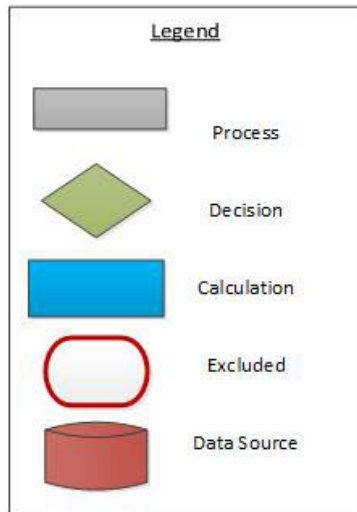 Legend
Process
Decision
Calculation
Excluded
Data Source